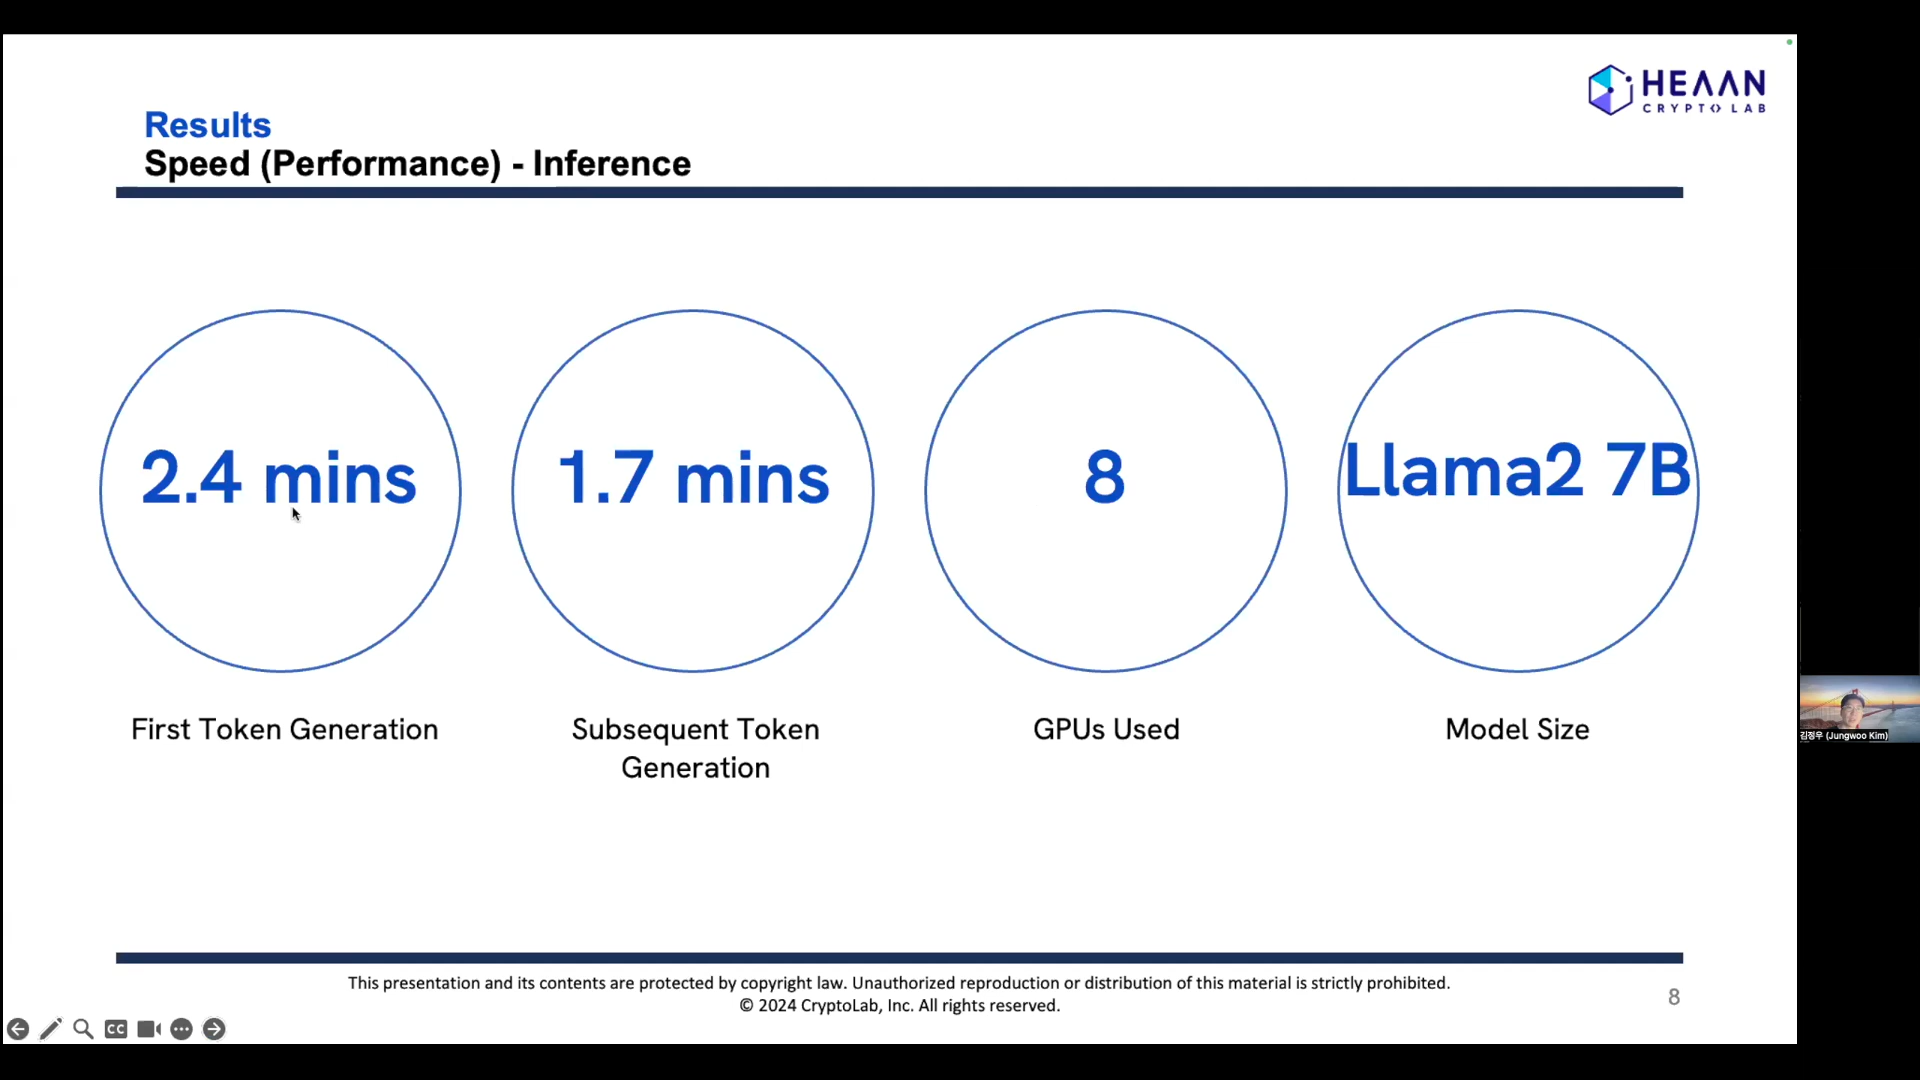 HEAAN
CRYPTO LAB
Results
Speed (Performance) - Inference
2.4 mins
1.7 mins
8
Llama2 7B
First Token Generation
Subsequent Token
Generation
GPUs Used
Model Size
김정우 (Jungwoo Kim)
This presentation and its contents are protected by copyright law. Unauthorized reproduction or distribution of this material is strictly prohibited.
© 2024 CryptoLab, Inc. All rights reserved.
8
CC